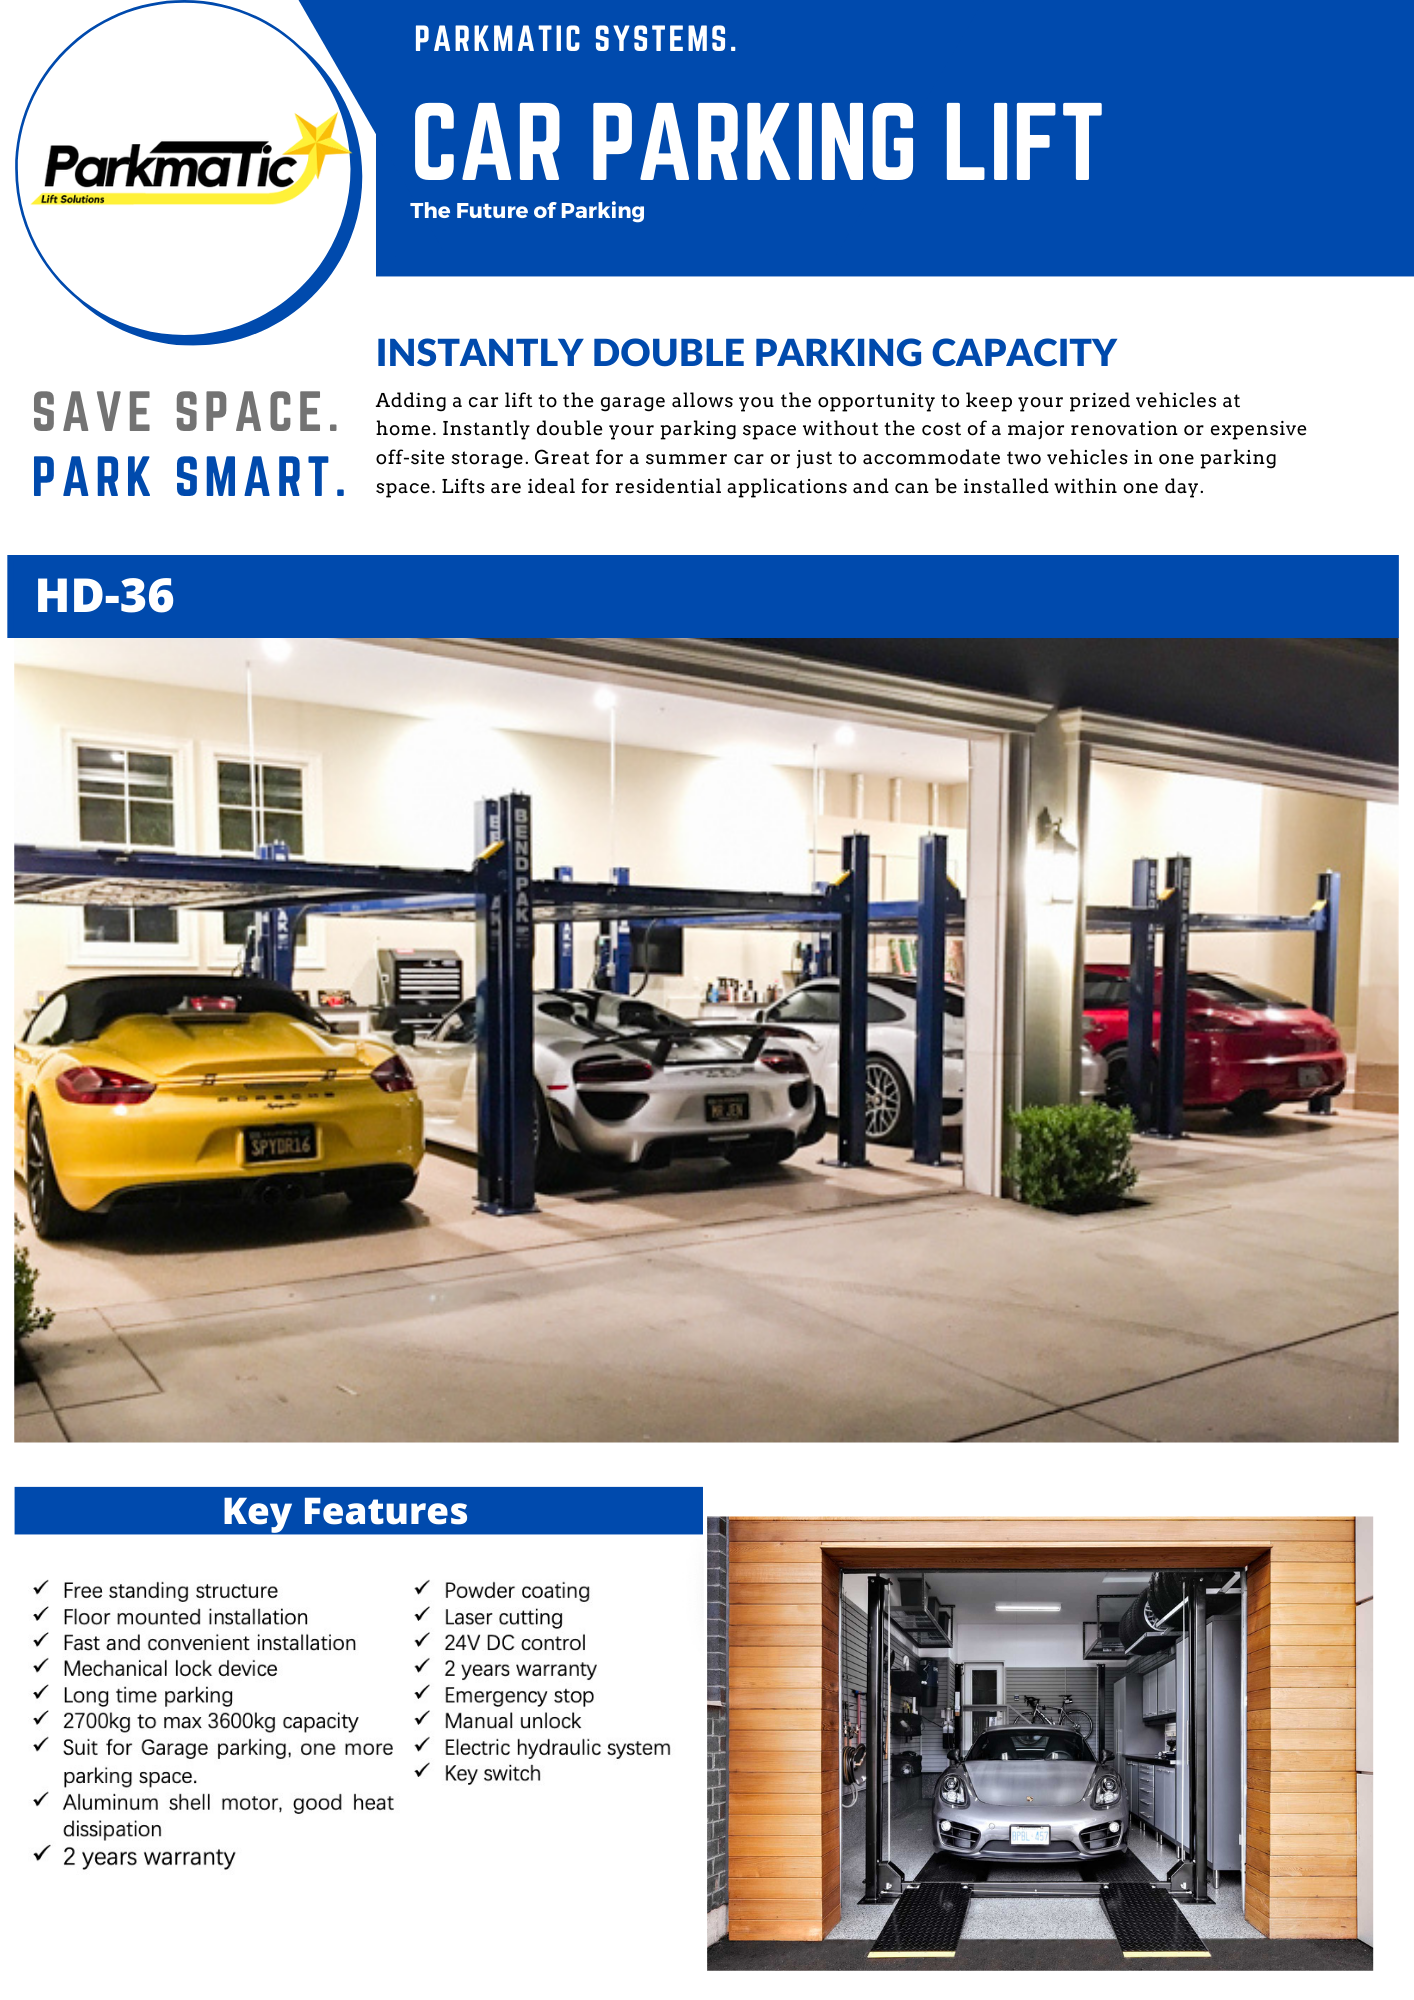 PARKMATIC SYSTEMS.
CAR PARKING LIFT
The Future of Parking
ParkmaTic
Lift Solutions
INSTANTLY DOUBLE PARKING CAPACITY
SAVE SPACE.
PARK SMART.
Adding a car lift to the garage allows you the opportunity to keep your prized vehicles at
home. Instantly double your parking space without the cost of a major renovation or expensive
off-site storage. Great for a summer car or just to accommodate two vehicles in one parking
space. Lifts are ideal for residential applications and can be installed within one day.
HD-36
BENDPAK
BENDPAK
PORSCHE
SPYDR16
MR JEN
Key Features
✓ Free standing structure
✓ Floor mounted installation
✓ Fast and convenient installation
✓ Mechanical lock device
✓ Long time parking
✓ 2700kg to max 3600kg capacity
✓ Suit for Garage parking, one more
parking space.
✓ Aluminum shell motor, good heat
dissipation
✓ 2 years warranty
✓ Powder coating
✓ Laser cutting
✓ 24V DC control
✓ 2 years warranty
✓ Emergency stop
✓ Manual unlock
✓ Electric hydraulic system
✓ Key switch